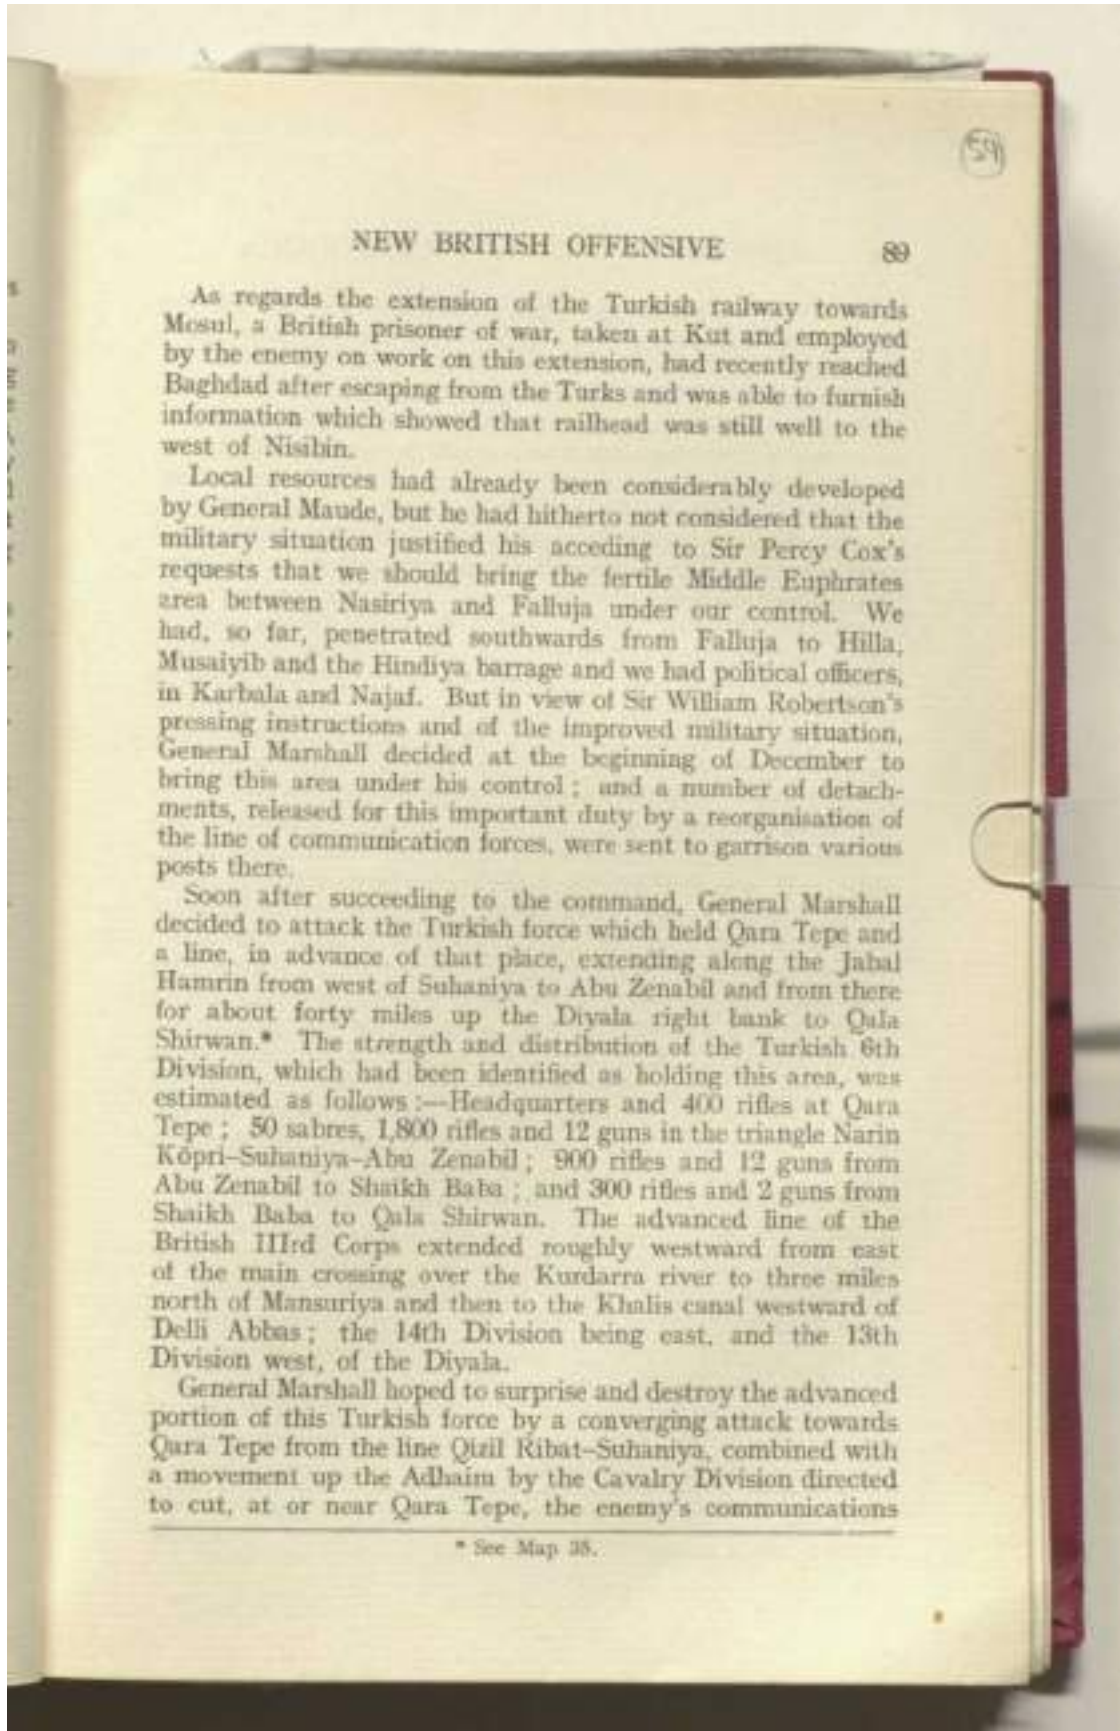 59
NEW BRITISH OFFENSIVE 89
As regards the extension of the Turkish railway towards
Mosul, a British prisoner of war, taken at Kut and employed
by the enemy on work on this extension, had recently reached
Baghdad after escaping from the Turks and was able to furnish
information which showed that railhead was still well to the
west of Nisibin.
Local resources had already been considerably developed
by General Maude, but he had hitherto not considered that the
military situation justified his acceding to Sir Percy Cox's
requests that we should bring the fertile Middle Euphrates
area between Nasiriya and Falluja under our control. We
had, so far, penetrated southwards from Falluja to Hilla,
Musaiyib and the Hindiya barrage and we had political officers,
in Karbala and Najaf. But in view of Sir William Robertson's
pressing instructions and of the improved military situation,
General Marshall decided at the beginning of December to
bring this area under his control ; and a number of detach-
ments, released for this important duty by a reorganisation of
the line of communication forces, were sent to garrison various
posts there.
Soon after succeeding to the command, General Marshall
decided to attack the Turkish force which held Qara Tepe and
a line, in advance of that place, extending along the Jabal
Hamrin from west of Suhaniya to Abu Zenabil and from there
for about forty miles up the Diyala right bank to Qala
Shirwan.* The strength and distribution of the Turkish 6th
Division, which had been identified as holding this area, was
estimated as follows :—Headquarters and 400 rifles at Qara
Tepe ; 50 sabres, 1,800 rifles and 12 guns in the triangle Narin
Köpri–Suhaniya–Abu Zenabil ; 900 rifles and 12 guns from
Abu Zenabil to Shaikh Baba ; and 300 rifles and 2 guns from
Shaikh Baba to Qala Shirwan. The advanced line of the
British IIIrd Corps extended roughly westward from east
of the main crossing over the Kurdarra river to three miles
north of Mansuriya and then to the Khalis canal westward of
Delli Abbas ; the 14th Division being east, and the 13th
Division west, of the Diyala.
General Marshall hoped to surprise and destroy the advanced
portion of this Turkish force by a converging attack towards
Qara Tepe from the line Qizil Ribat–Suhaniya, combined with
a movement up the Adhaim by the Cavalry Division directed
to cut, at or near Qara Tepe, the enemy's communications
* See Map 38.